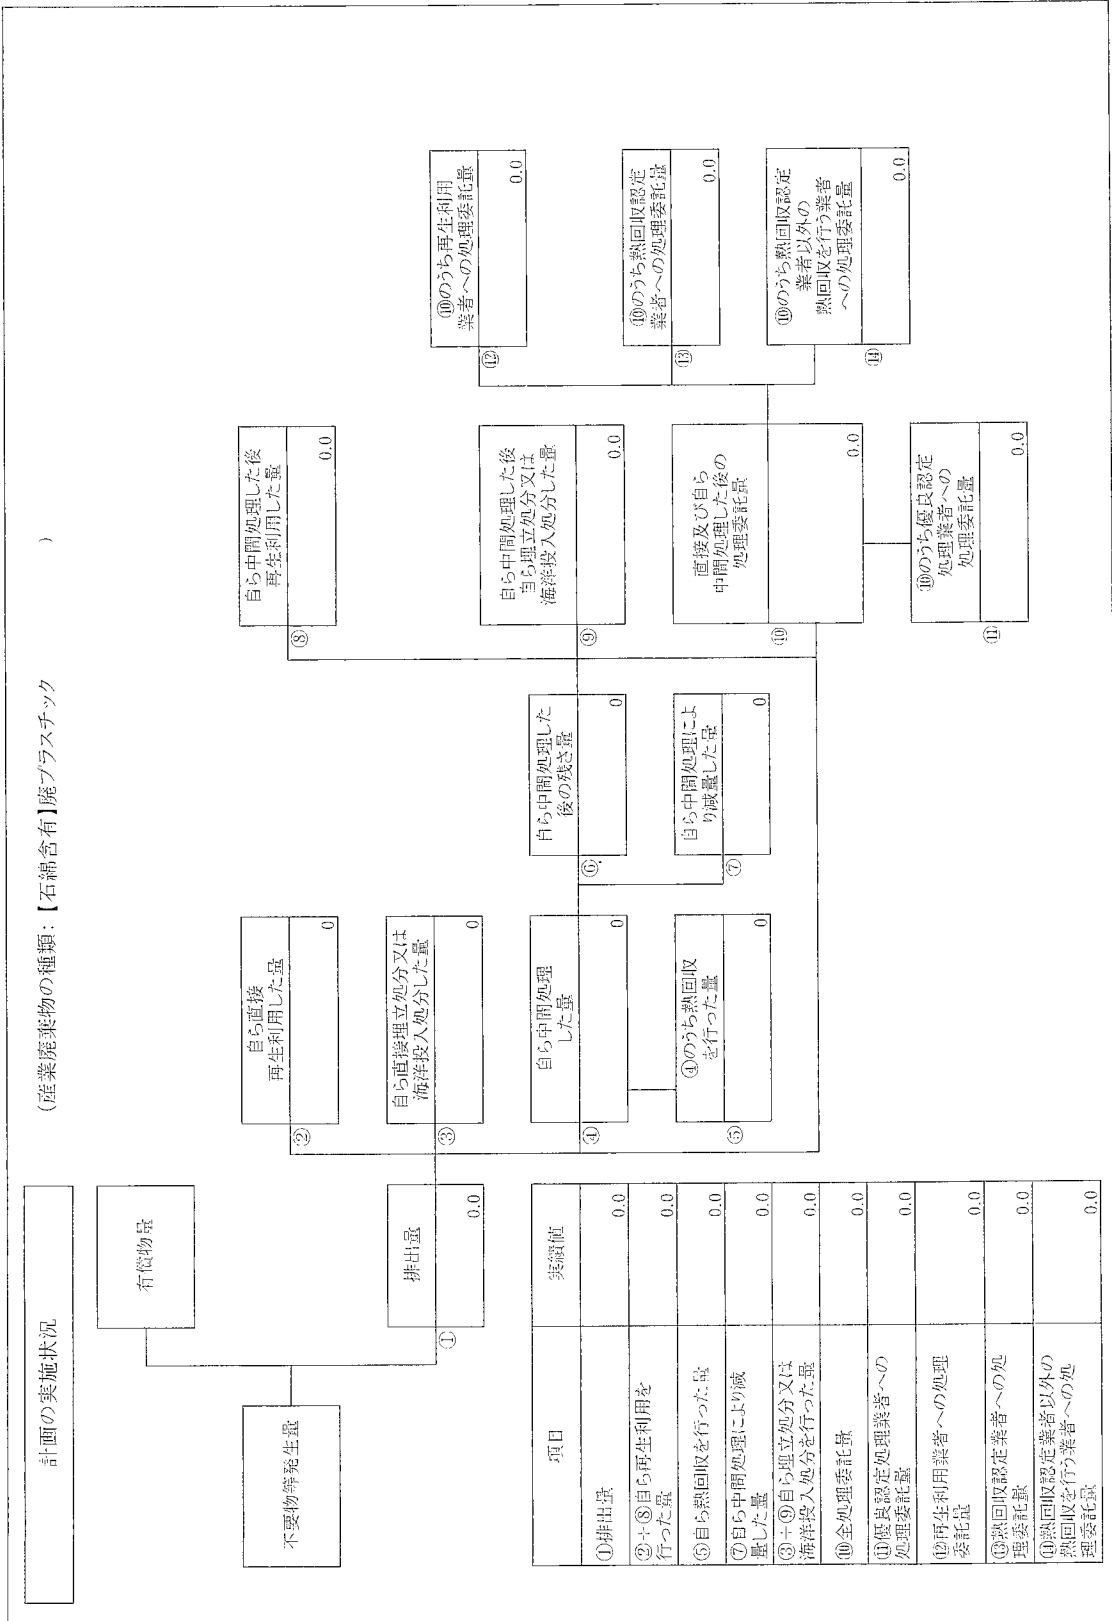 計画の実施状況
(産業廃棄物の種類：【石綿含有】廃プラスチック
)
不要物等発生量
有償物量
①
排出量
0.0
②
自ら直接
再生利用した量
0
③
自ら直接埋立処分又は
海洋投入処分した量
0
④
自ら中間処理
した量
0
⑤
④のうち熱回収
を行った量
0
⑥
自ら中間処理した
後の残さ量
0
⑦
自ら中間処理によ
り減量した量
0
⑧
自ら中間処理した後
再生利用した量
0.0
⑨
自ら中間処理した後
自ら埋立処分又は
海洋投入処分した量
0.0
⑩
直接及び自ら
中間処理した後の
処理委託量
0.0
⑪
⑩のうち優良認定
処理業者への
処理委託量
0.0
⑫
⑩のうち再生利用
業者への処理委託量
0.0
⑬
⑩のうち熱回収認定
業者への処理委託量
0.0
⑭
⑩のうち熱回収認定
業者以外の
熱回収を行う業者
への処理委託量
0.0
項目
実績値
①排出量
0.0
②+⑧自ら再生利用を
行った量
0.0
⑤自ら熱回収を行った量
0.0
⑦自ら中間処理により減
量した量
0.0
③+⑨自ら埋立処分又は
海洋投入処分を行った量
0.0
⑩全処理委託量
0.0
⑪優良認定処理業者への
処理委託量
0.0
⑫再生利用業者への処理
委託量
0.0
⑬熱回収認定業者への処
理委託量
0.0
⑭熱回収認定業者以外の
熱回収を行う業者への処
理委託量
0.0